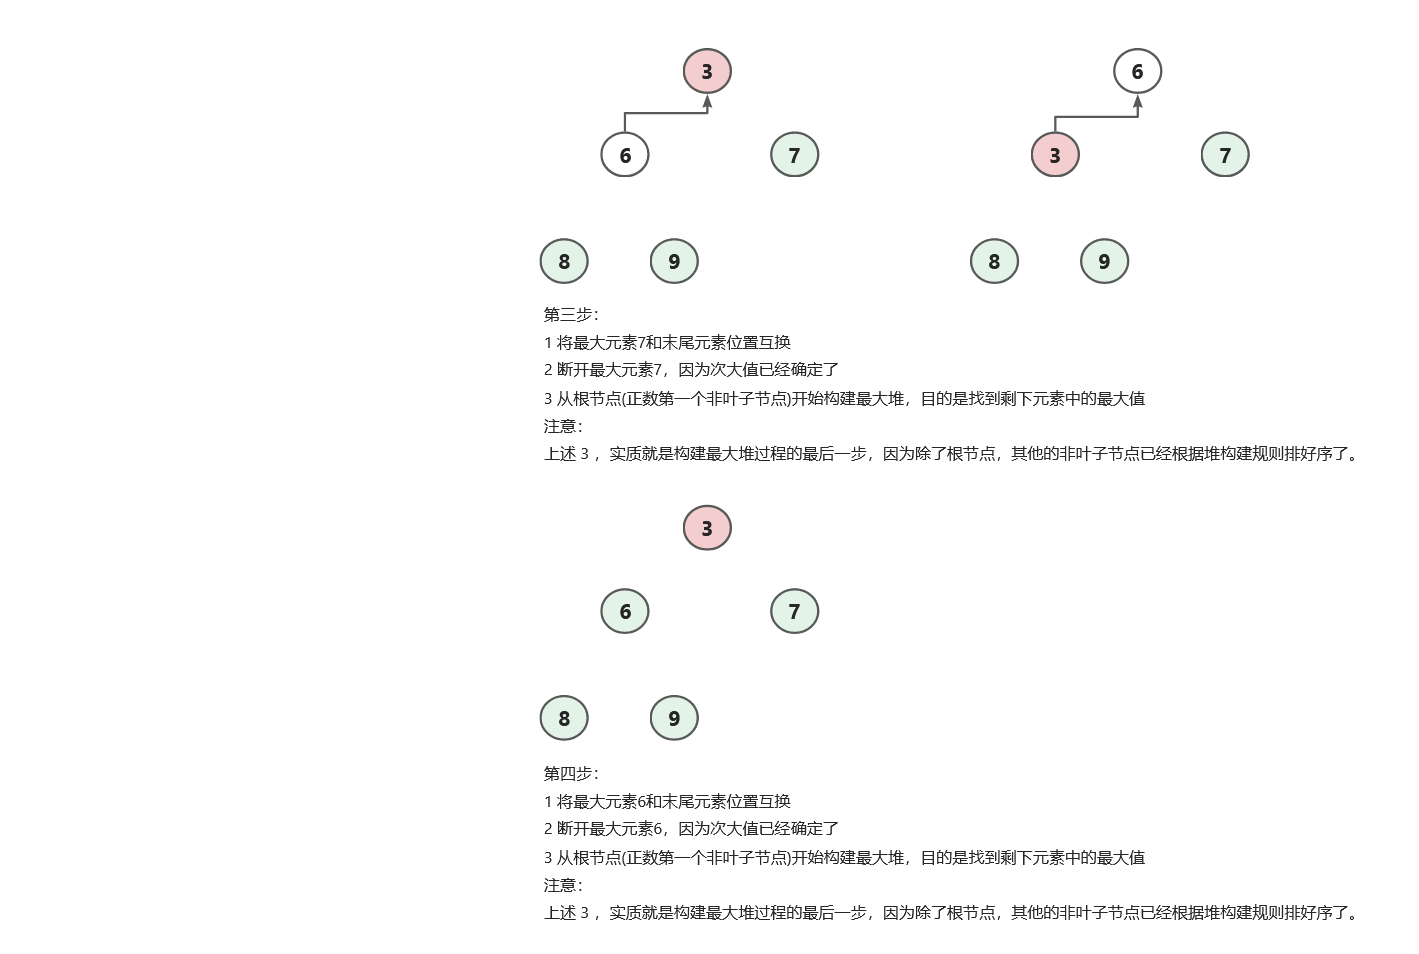 3
6
6
7
3
7
8
9
8
9
第三步：
1 将最大元素7和末尾元素位置互换
2 断开最大元素7，因为次大值已经确定了
3 从根节点(正数第一个非叶子节点)开始构建最大堆，目的是找到剩下元素中的最大值
注意：
上述 3 ，实质就是构建最大堆过程的最后一步，因为除了根节点，其他的非叶子节点已经根据堆构建规则排好序了。
3
6
7
8
9
第四步：
1 将最大元素6和末尾元素位置互换
2 断开最大元素6，因为次大值已经确定了
3 从根节点(正数第一个非叶子节点)开始构建最大堆，目的是找到剩下元素中的最大值
注意：
上述 3 ，实质就是构建最大堆过程的最后一步，因为除了根节点，其他的非叶子节点已经根据堆构建规则排好序了。